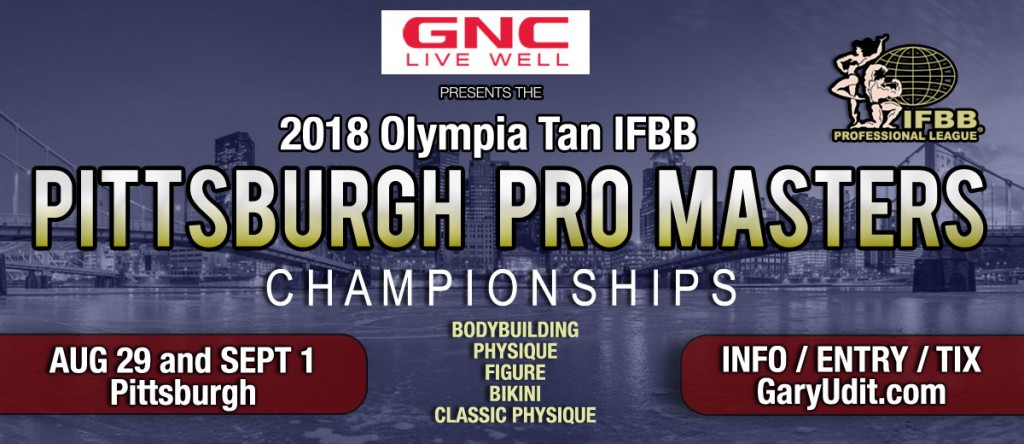 GNC
LIVE WELL
PRESENTS THE
2018 Olympia Tan IFBB
PITTSBURGH PRO MASTERS
CHAMPIONSHIPS
IFBB
PROFESSIONAL LEAGUE®
BODYBUILDING
PHYSIQUE
FIGURE
BIKINI
CLASSIC PHYSIQUE
AUG 29 and SEPT 1
Pittsburgh
INFO / ENTRY / TIX
GaryUdit.com